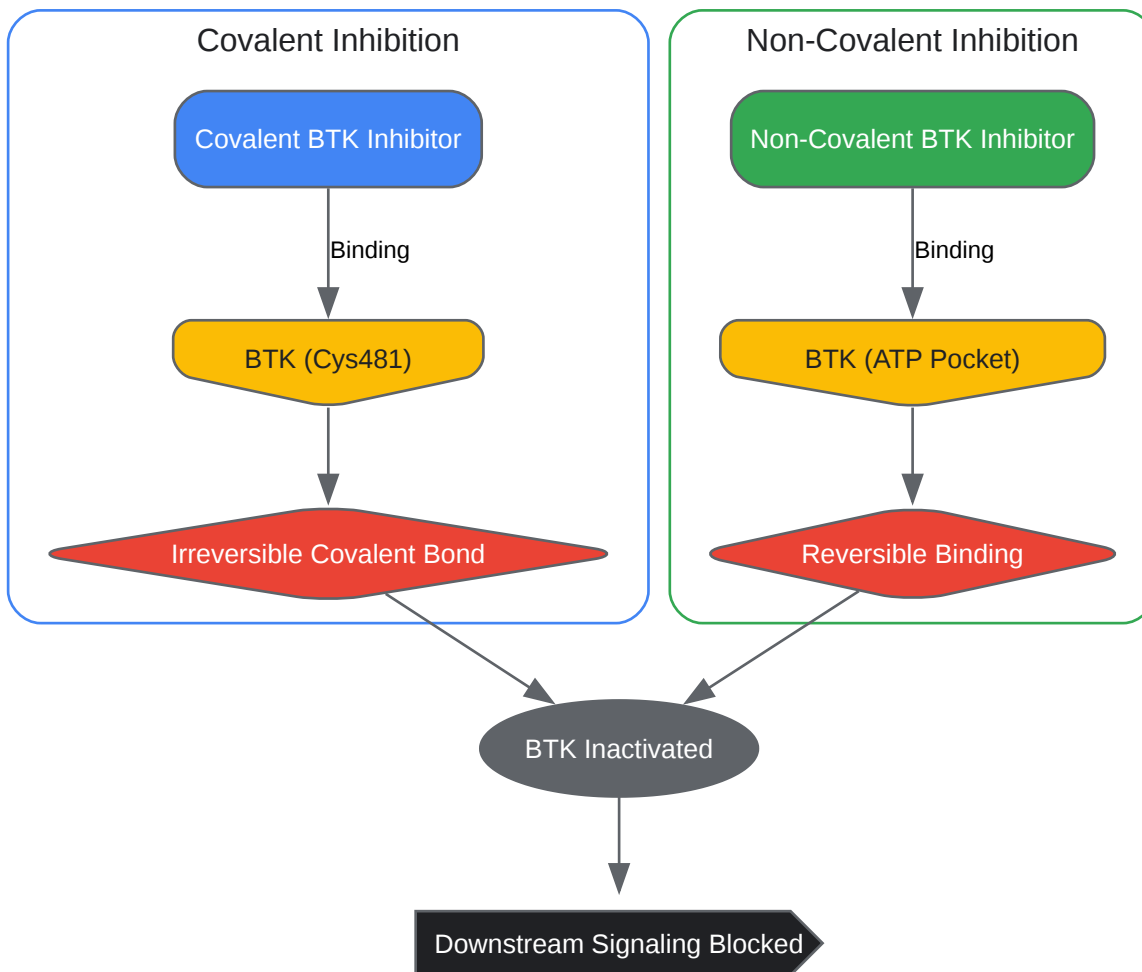 Covalent Inhibition
Non-Covalent Inhibition
Covalent BTK Inhibitor
Non-Covalent BTK Inhibitor
Binding
Binding
BTK (Cys481)
BTK (ATP Pocket)
Irreversible Covalent Bond
Reversible Binding
BTK Inactivated
Downstream Signaling Blocked